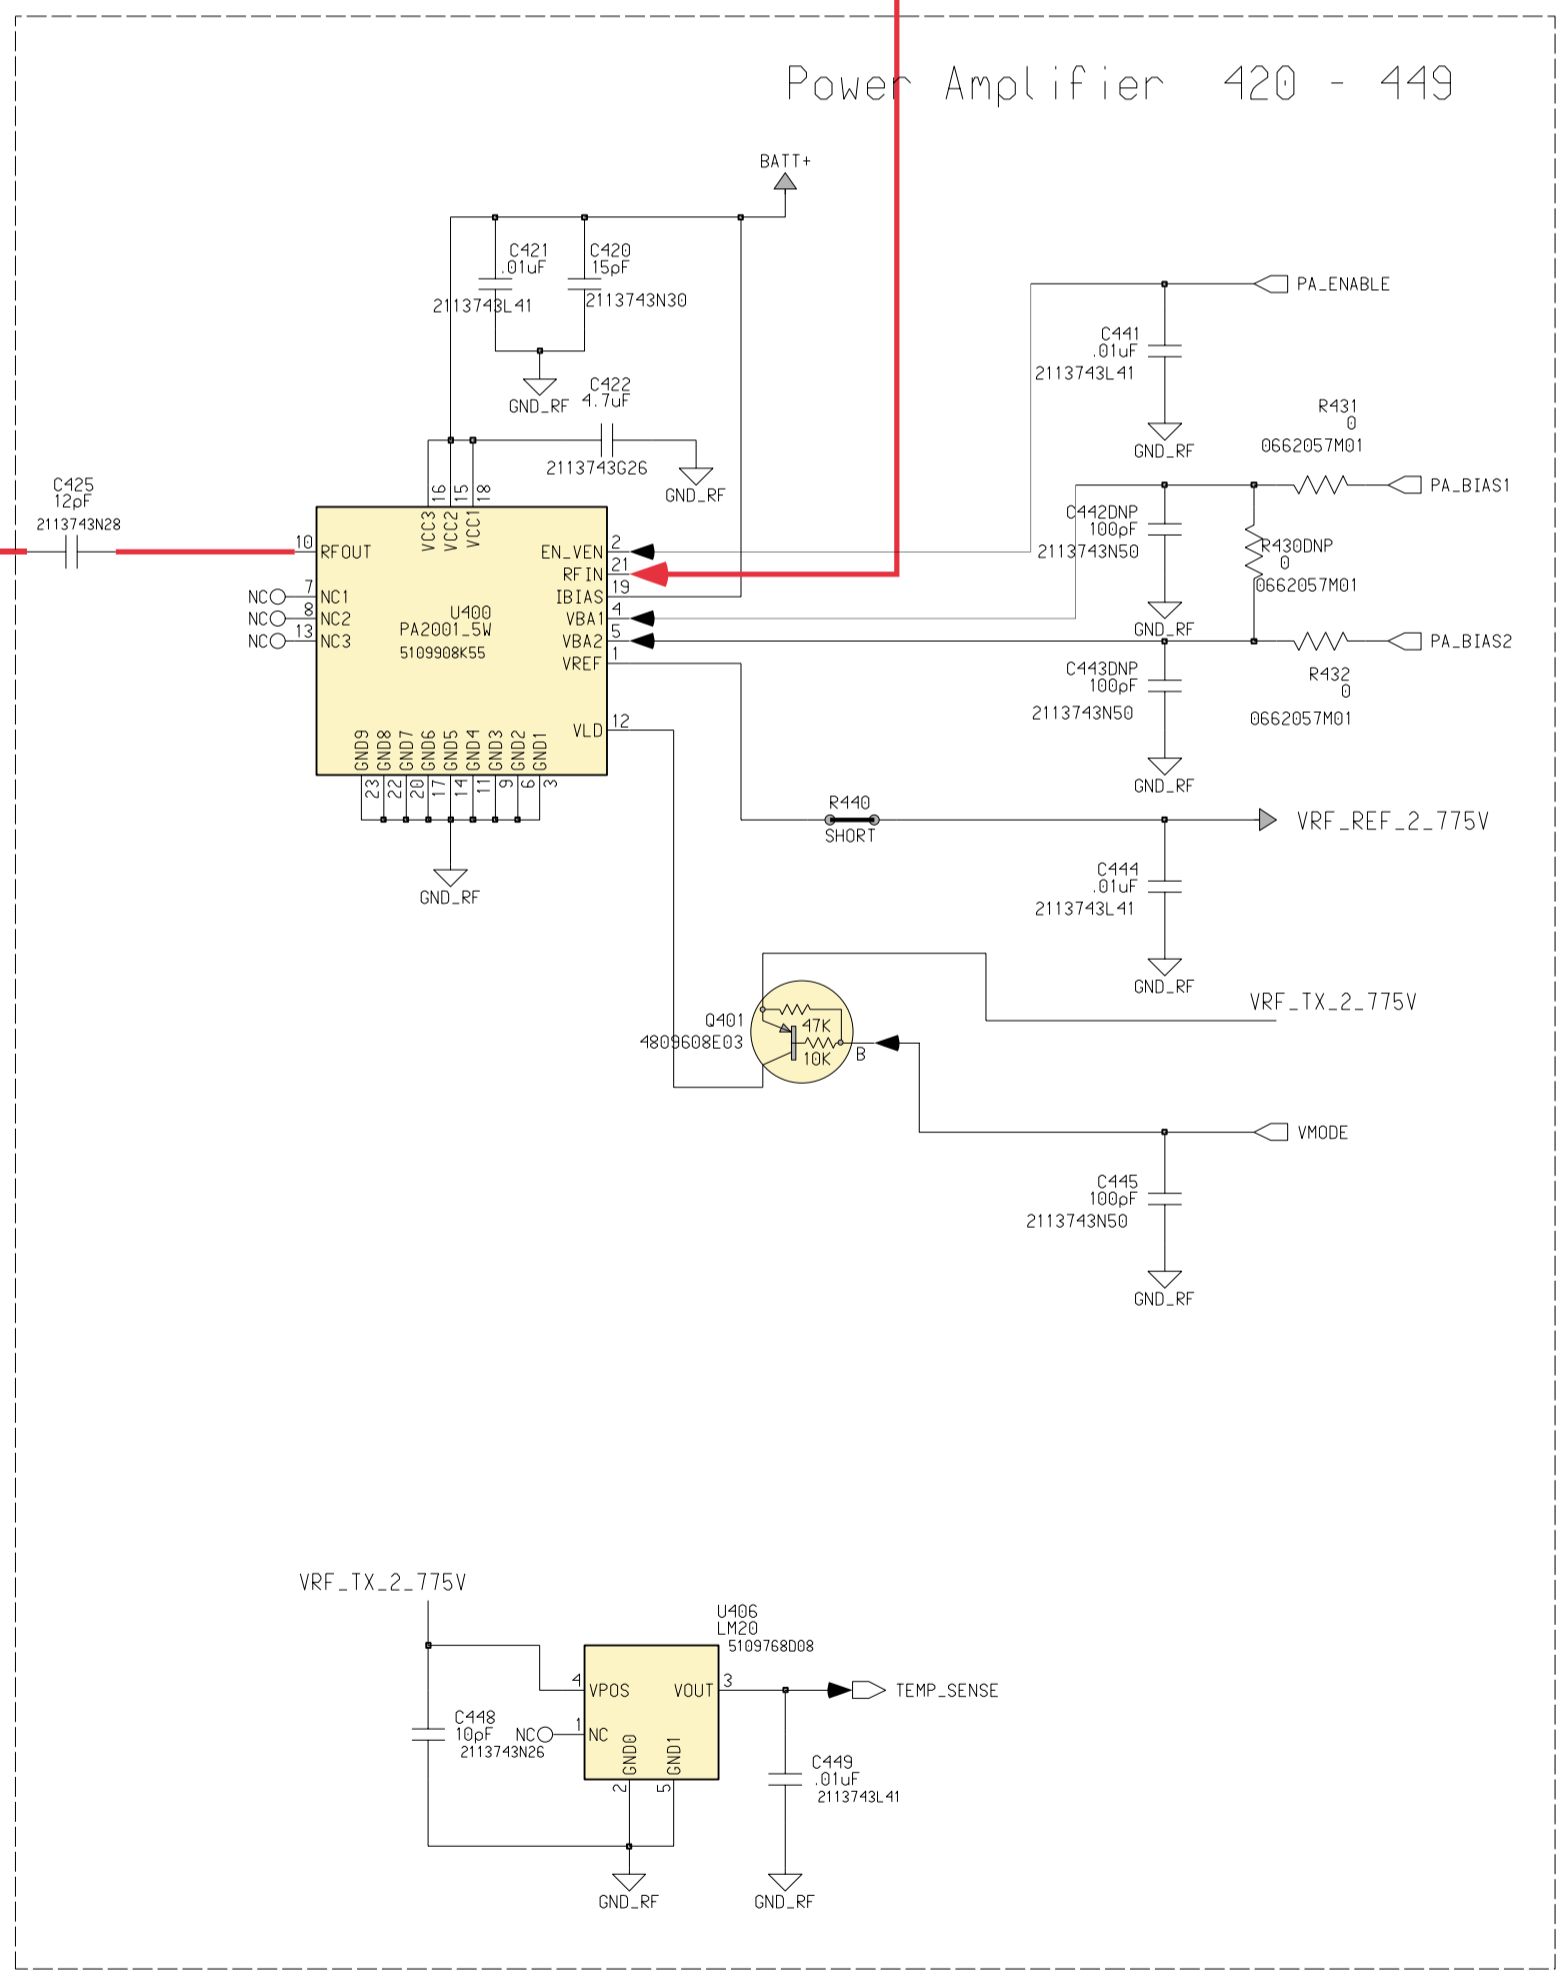 Power Amplifier 420 - 449
BATT+
C421
.01uF
2113743L41
C420
15pF
2113743N30
GND_RF
C422
4.7uF
2113743G26
GND_RF
PA_ENABLE
C441
.01uF
2113743L41
GND_RF
R431
0
0662057M01
PA_BIAS1
C442DNP
100pF
2113743N50
GND_RF
R430DNP
0
0662057M01
PA_BIAS2
R432
0
0662057M01
C443DNP
100pF
2113743N50
GND_RF
C425
12pF
2113743N28
16
15
18
VCC3
VCC2
VCC1
10
RFOUT
7
NC
NC1
8
NC
NC2
13
NC
NC3
U400
PA2001_5W
5109908K55
EN_VEN
2
RFIN
21
IBIAS
19
VBA1
4
VBA2
5
VREF
1
VLD
12
GND9
GND8
GND7
GND6
GND5
GND4
GND3
GND2
GND1
23
22
20
17
14
11
9
6
3
GND_RF
R440
SHORT
VRF_REF_2_775V
C444
.01uF
2113743L41
GND_RF
VRF_TX_2_775V
Q401
4809608E03
47K
10K
B
VMODE
C445
100pF
2113743N50
GND_RF
VRF_TX_2_775V
U406
LM20
5109768D08
4
VPOS
VOUT
3
TEMP_SENSE
1
NC
NC
GND0
GND1
2
5
C448
10pF
2113743N26
C449
.01uF
2113743L41
GND_RF
GND_RF